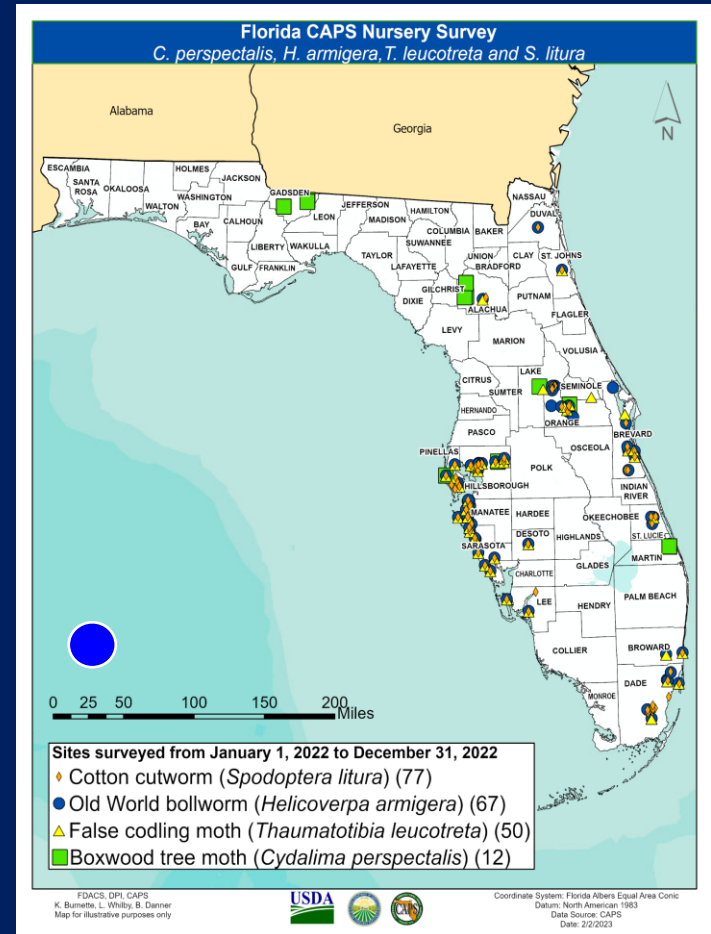 Florida CAPS Nursery Survey
C. perspectalis, H. armigera,T. leucotreta and S. litura
Alabama
Georgia
N
ESCAMBIA
SANTA ROSA
OKALOOSA
WALTON
HOLMES
WASHINGTON
JACKSON
BAY
CALHOUN
GULF
GADSDEN
LIBERTY
FRANKLIN
LEON
WAKULLA
JEFFERSON
MADISON
TAYLOR
HAMILTON
SUWANNEE
LAFAYETTE
DIXIE
COLUMBIA
GILCHRIST
BAKER
UNION
BRADFORD
ALACHUA
LEVY
NASSAU
DUVAL
CLAY
ST. JOHNS
PUTNAM
FLAGLER
MARION
VOLUSIA
CITRUS
SUMTER
LAKE
SEMINOLE
HERNANDO
ORANGE
PASCO
BREVARD
OSCEOLA
PINELLAS
HILLSBOROUGH
POLK
INDIAN RIVER
MANATEE
HARDEE
OKEECHOBEE
ST. LUCIE
SARASOTA
DESOTO
HIGHLANDS
MARTIN
CHARLOTTE
GLADES
LEE
HENDRY
PALM BEACH
COLLIER
BROWARD
MONROE
DADE
0 25 50 100 150 200
Miles
Sites surveyed from January 1, 2022 to December 31, 2022
Cotton cutworm (Spodoptera litura) (77)
Old World bollworm (Helicoverpa armigera) (67)
False codling moth (Thaumatotibia leucotreta) (50)
Boxwood tree moth (Cydalima perspectalis) (12)
FDACS, DPI, CAPS
K. Burnette, L. Whilby, B. Danner
Map for illustrative purposes only
USDA
CAPS
Coordinate System: Florida Albers Equal Area Conic
Datum: North American 1983
Data Source: CAPS
Date: 2/2/2023